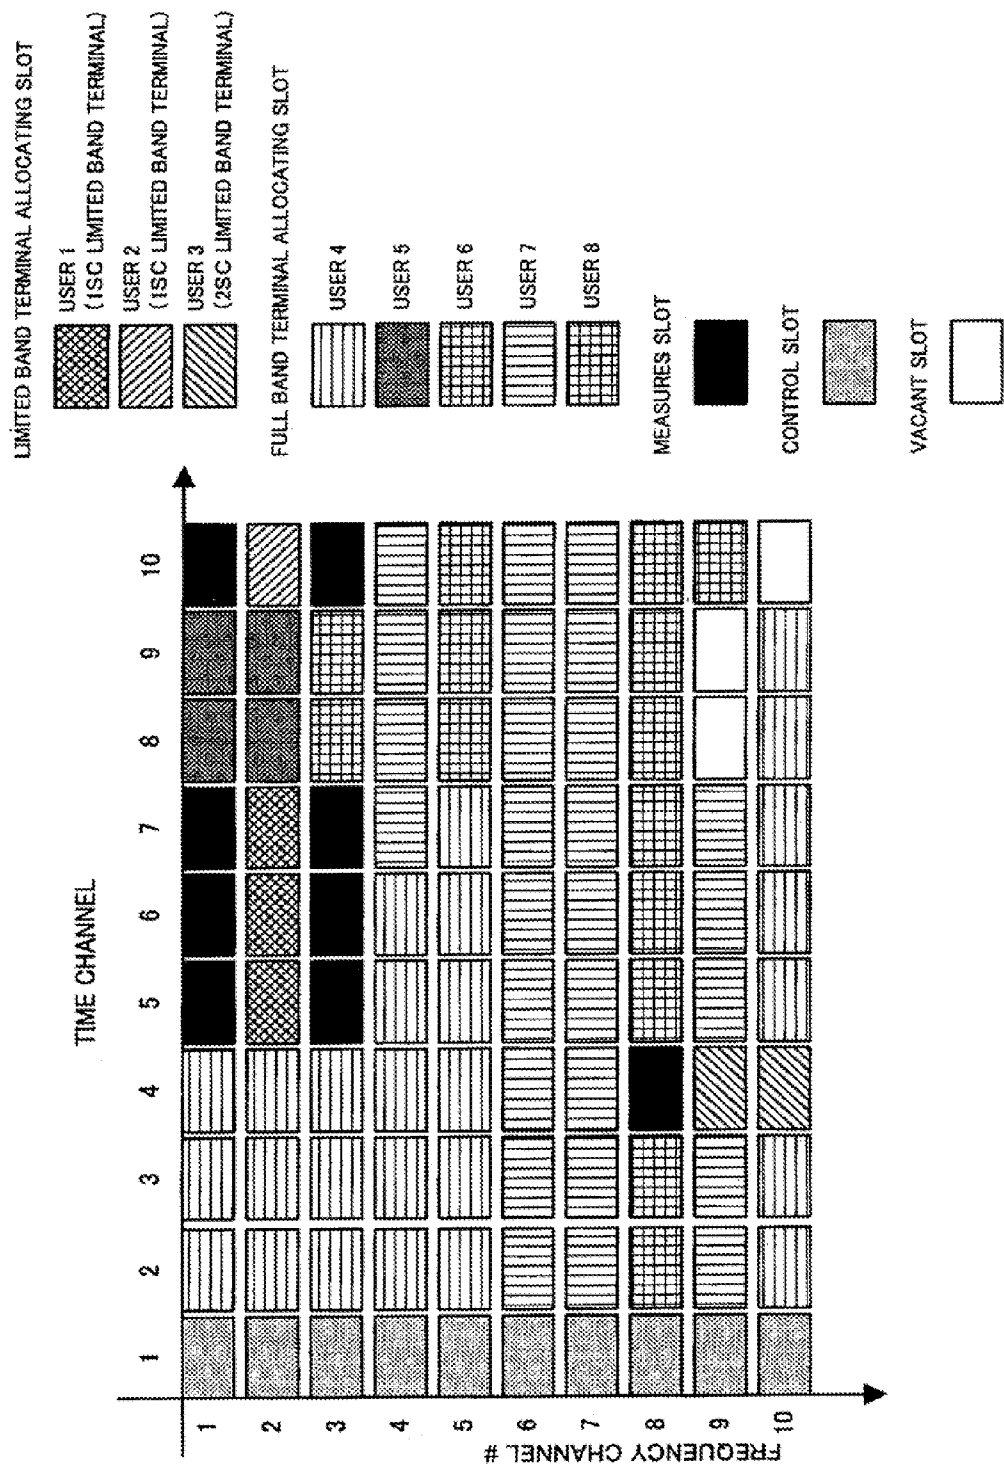 LIMITED BAND TERMINAL ALLOCATING SLOT
USER 1
(1SC LIMITED BAND TERMINAL)
USER 2
(1SC LIMITED BAND TERMINAL)
USER 3
(2SC LIMITED BAND TERMINAL)
FULL BAND TERMINAL ALLOCATING SLOT
USER 4
USER 5
USER 6
USER 7
USER 8
MEASURES SLOT
CONTROL SLOT
VACANT SLOT
TIME CHANNEL
1 2 3 4 5 6 7 8 9 10
FREQUENCY CHANNEL #
1
2
3
4
5
6
7
8
9
10